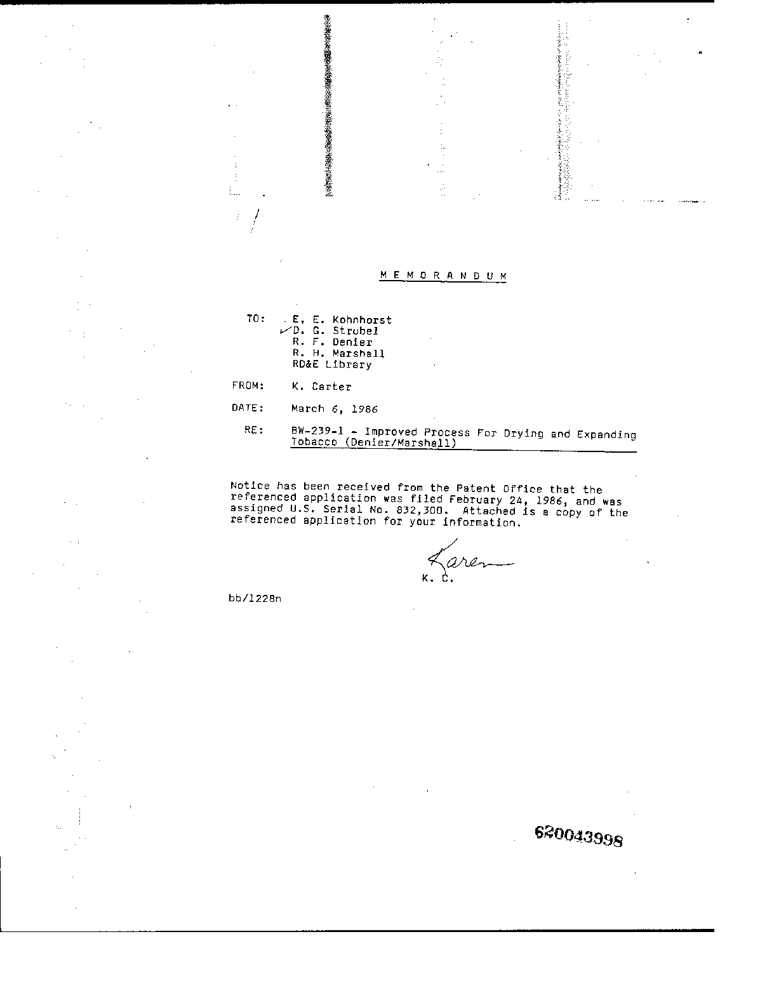 M E M O R A N D U M
TO: E. E. Kohnhorst
✓D. G. Strubel
R. F. Denier
R. H. Marshall
RD&E Library
FROM: K. Carter
DATE: March 6, 1986
RE: BW-239-1 - Improved Process For Drying and Expanding
Tobacco (Denier/Marshall)
Notice has been received from the Patent Office that the
referenced application was filed February 24, 1986, and was
assigned U.S. Serial No. 832,300. Attached is a copy of the
referenced application for your information.
Karen
K. C.
bb/1228n
620043998